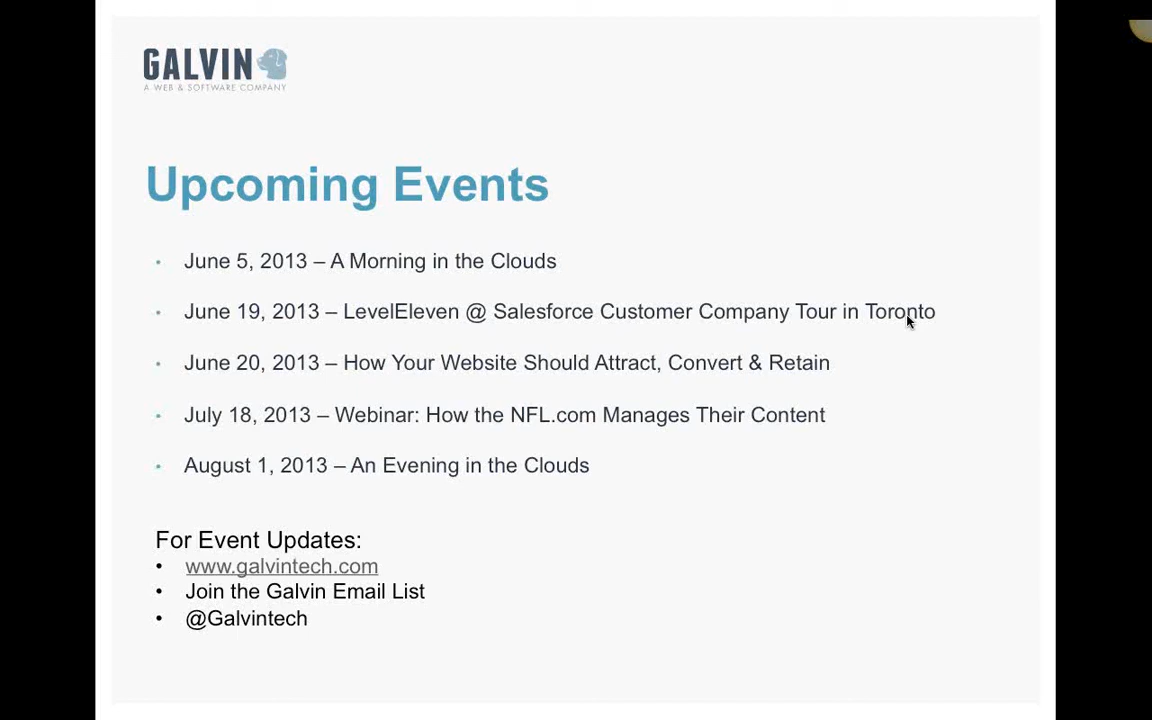 GALVIN
A WEB & SOFTWARE COMPANY
Upcoming Events
• June 5, 2013 – A Morning in the Clouds
• June 19, 2013 – LevelEleven @ Salesforce Customer Company Tour in Toronto
• June 20, 2013 – How Your Website Should Attract, Convert & Retain
• July 18, 2013 – Webinar: How the NFL.com Manages Their Content
• August 1, 2013 – An Evening in the Clouds
For Event Updates:
• www.galvintech.com
• Join the Galvin Email List
• @Galvintech